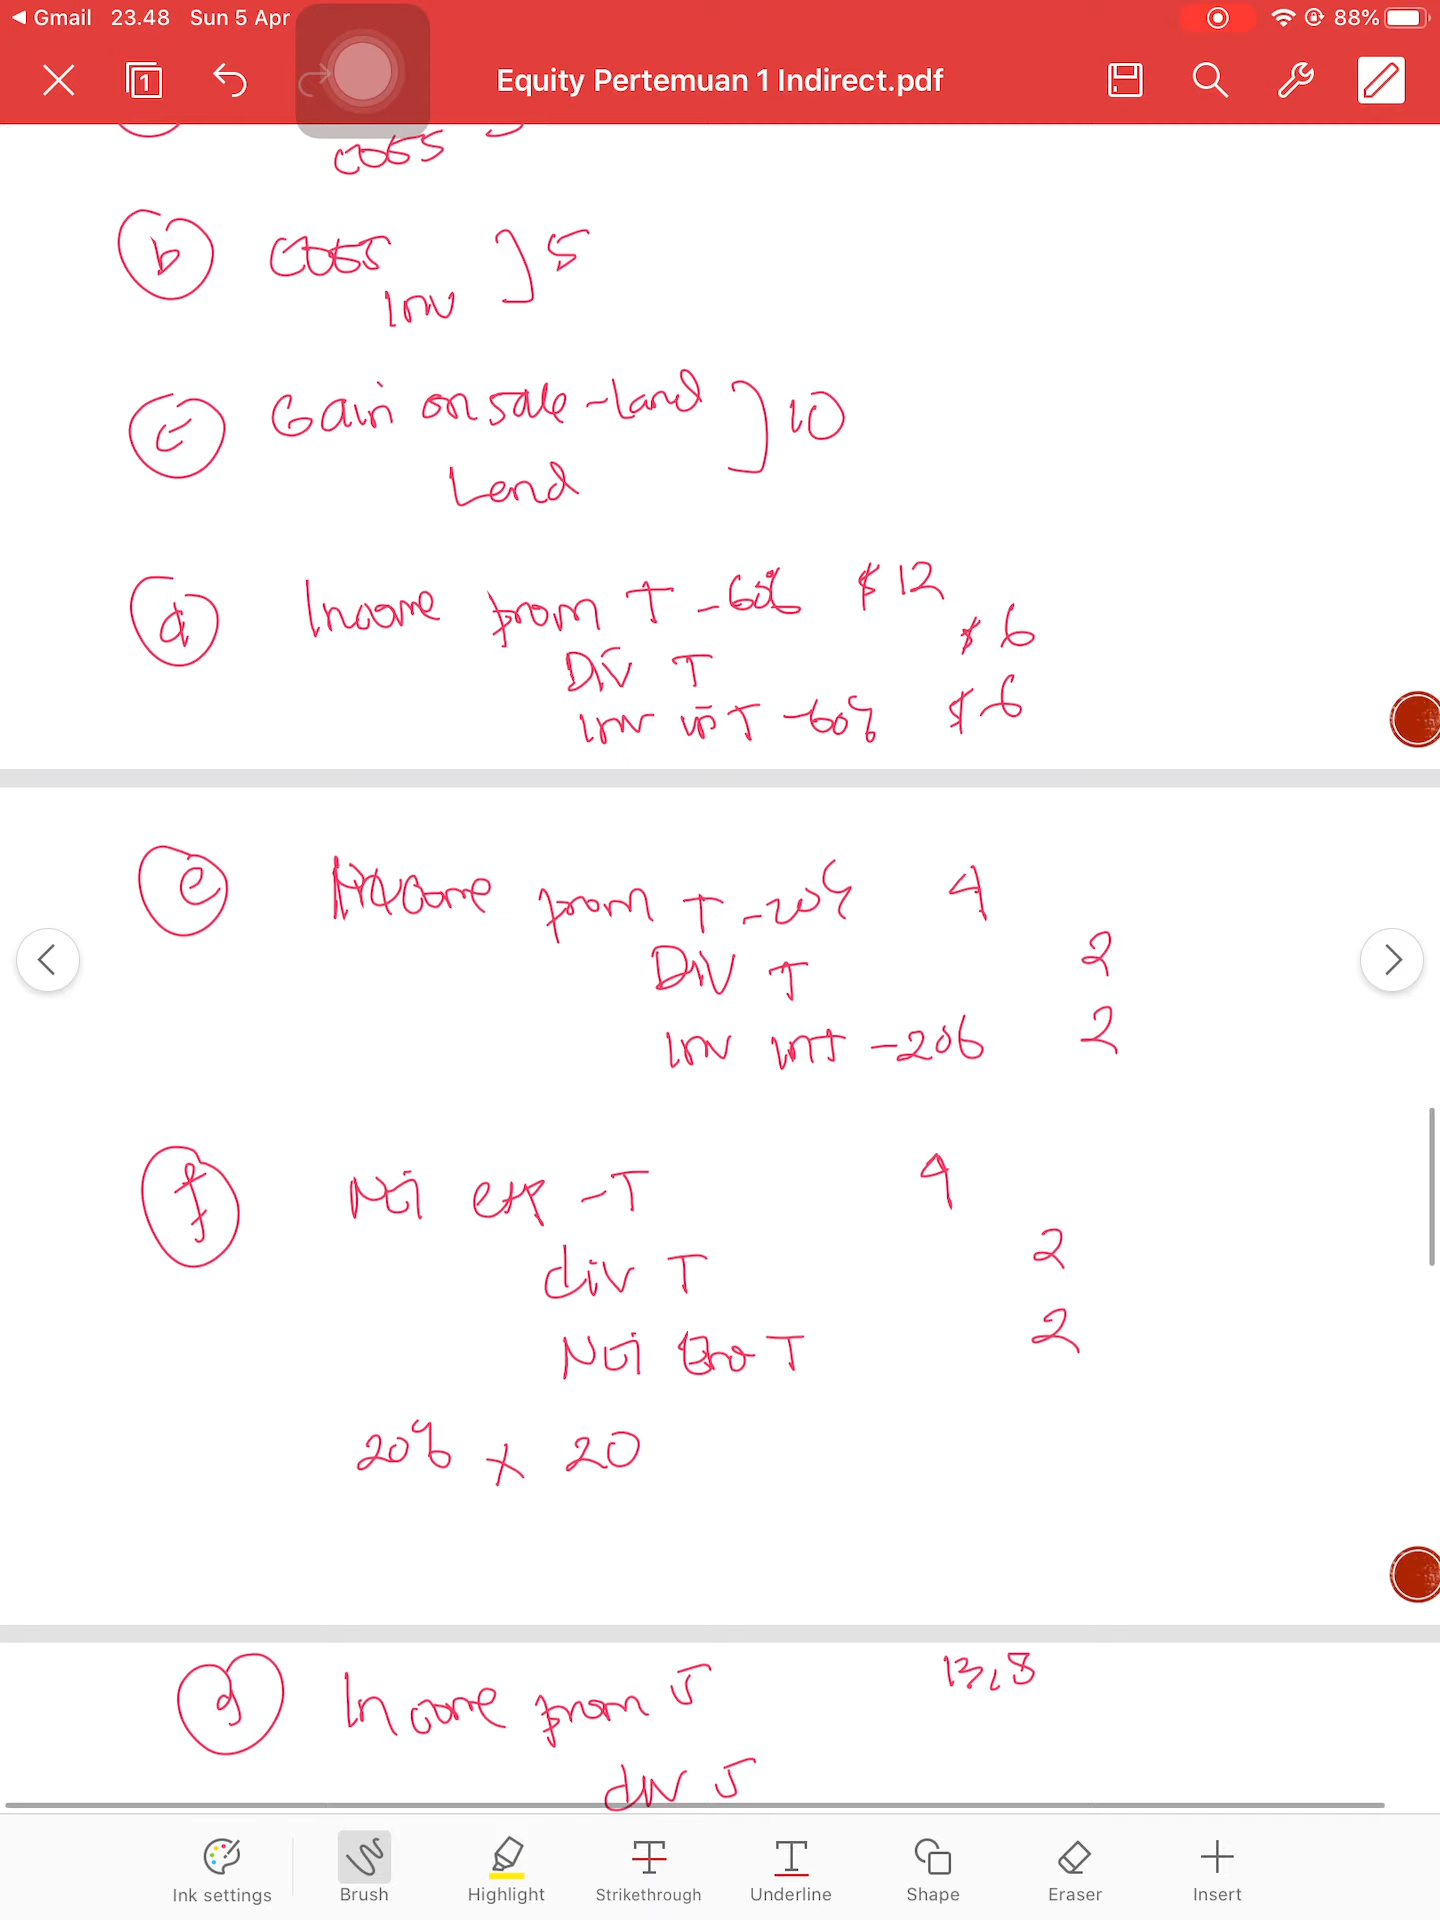 Gmail 23.48 Sun 5 Apr 88%
1 Equity Pertemuan 1 Indirect.pdf
COGS
b COGS ] 5
Inv
c Gain on sale - Land ] 10
Land
d Income from T - 60% $ 12
Div T $ 6
Inv in T - 60% $ 6
e Income from T - 20% 4
Div T 2
Inv in T - 20% 2
f NCI exp - T 4
div T 2
NCI T 2
20% x 20
g Income from J 13,8
div J
Ink settings Brush Highlight Strikethrough Underline Shape Eraser Insert